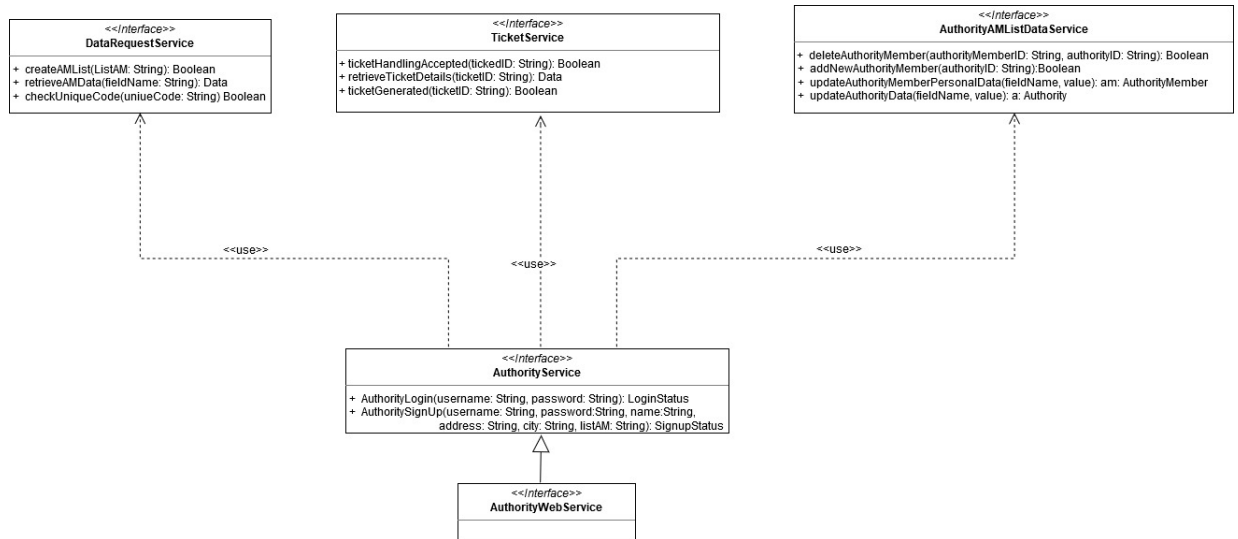 <<Interface>>
DataRequestService
+ createAMList(ListAM: String): Boolean
+ retrieveAMData(fieldName: String): Data
+ checkUniqueCode(uniueCode: String) Boolean
<<Interface>>
TicketService
+ ticketHandlingAccepted(tickedID: String): Boolean
+ retrieveTicketDetails(ticketID: String): Data
+ ticketGenerated(ticketID: String): Boolean
<<Interface>>
AuthorityAMListDataService
+ deleteAuthorityMember(authorityMemberID: String, authorityID: String): Boolean
+ addNewAuthorityMember(authorityID: String):Boolean
+ updateAuthorityMemberPersonalData(fieldName, value): am: AuthorityMember
+ updateAuthorityData(fieldName, value): a: Authority
<<use>>
<<use>>
<<use>>
<<Interface>>
AuthorityService
+ AuthorityLogin(username: String, password: String): LoginStatus
+ AuthoritySignUp(username: String, password:String, name:String,
address: String, city: String, listAM: String): SignupStatus
<<Interface>>
AuthorityWebService